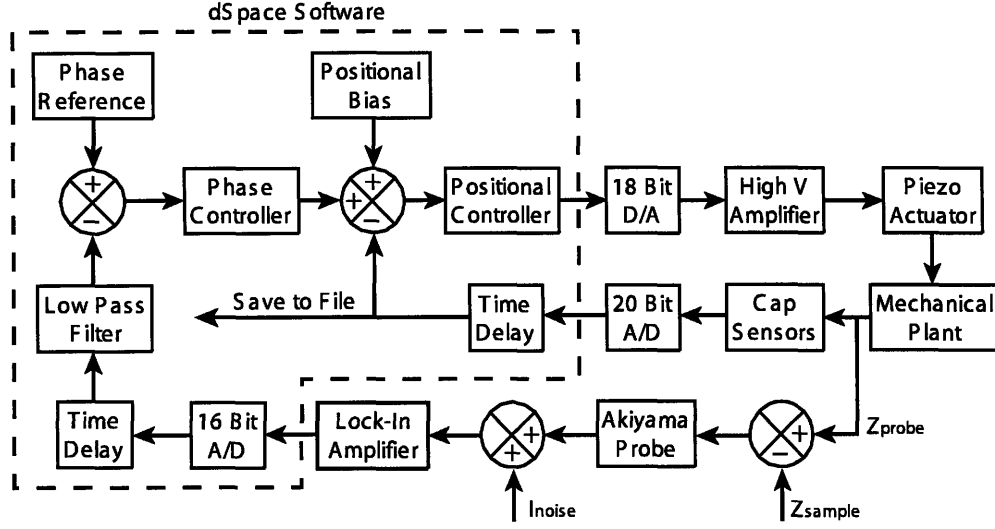 dSpace Software
Phase
Reference
Positional
Bias
+
−
Phase
Controller
+
+
−
Positional
Controller
18 Bit
D/A
High V
Amplifier
Piezo
Actuator
Low Pass
Filter
Save to File
Time
Delay
20 Bit
A/D
Cap
Sensors
Mechanical
Plant
Time
Delay
16 Bit
A/D
Lock-In
Amplifier
+
+
Akiyama
Probe
+
−
Zprobe
Inoise
Zsample